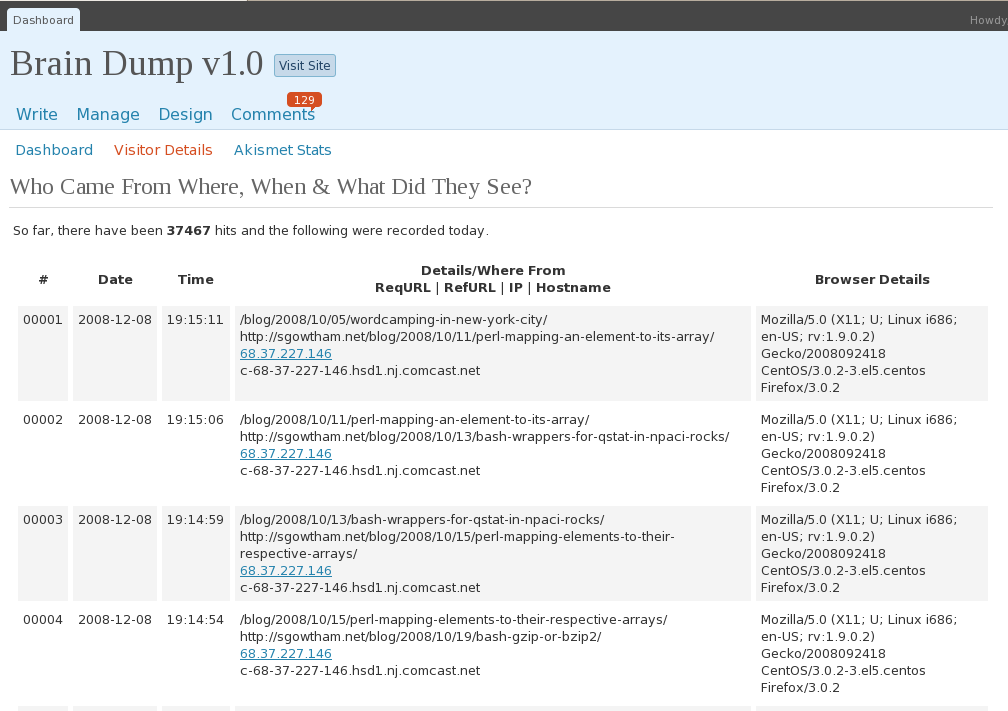 Dashboard
Howdy
Brain Dump v1.0
Visit Site
129
Write Manage Design Comments
Dashboard Visitor Details Akismet Stats
Who Came From Where, When & What Did They See?
So far, there have been 37467 hits and the following were recorded today.
# Date Time Details/Where From Browser Details
ReqURL | RefURL | IP | Hostname
00001 2008-12-08 19:15:11 /blog/2008/10/05/wordcamping-in-new-york-city/ Mozilla/5.0 (X11; U; Linux i686;
http://sgowtham.net/blog/2008/10/11/perl-mapping-an-element-to-its-array/ en-US; rv:1.9.0.2)
68.37.227.146 Gecko/2008092418
c-68-37-227-146.hsd1.nj.comcast.net CentOS/3.0.2-3.el5.centos
Firefox/3.0.2
00002 2008-12-08 19:15:06 /blog/2008/10/11/perl-mapping-an-element-to-its-array/ Mozilla/5.0 (X11; U; Linux i686;
http://sgowtham.net/blog/2008/10/13/bash-wrappers-for-qstat-in-npaci-rocks/ en-US; rv:1.9.0.2)
68.37.227.146 Gecko/2008092418
c-68-37-227-146.hsd1.nj.comcast.net CentOS/3.0.2-3.el5.centos
Firefox/3.0.2
00003 2008-12-08 19:14:59 /blog/2008/10/13/bash-wrappers-for-qstat-in-npaci-rocks/ Mozilla/5.0 (X11; U; Linux i686;
http://sgowtham.net/blog/2008/10/15/perl-mapping-elements-to-their- en-US; rv:1.9.0.2)
respective-arrays/ Gecko/2008092418
68.37.227.146 CentOS/3.0.2-3.el5.centos
c-68-37-227-146.hsd1.nj.comcast.net Firefox/3.0.2
00004 2008-12-08 19:14:54 /blog/2008/10/15/perl-mapping-elements-to-their-respective-arrays/ Mozilla/5.0 (X11; U; Linux i686;
http://sgowtham.net/blog/2008/10/19/bash-gzip-or-bzip2/ en-US; rv:1.9.0.2)
68.37.227.146 Gecko/2008092418
c-68-37-227-146.hsd1.nj.comcast.net CentOS/3.0.2-3.el5.centos
Firefox/3.0.2